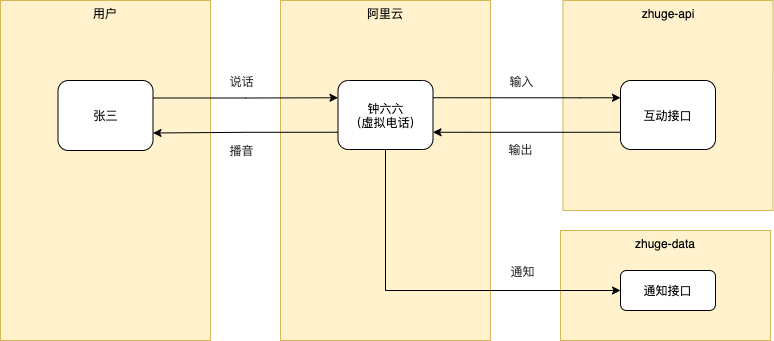 用户
阿里云
zhuge-api
说话
输入
张三
钟六六
(虚拟电话)
互动接口
播音
输出
zhuge-data
通知
通知接口